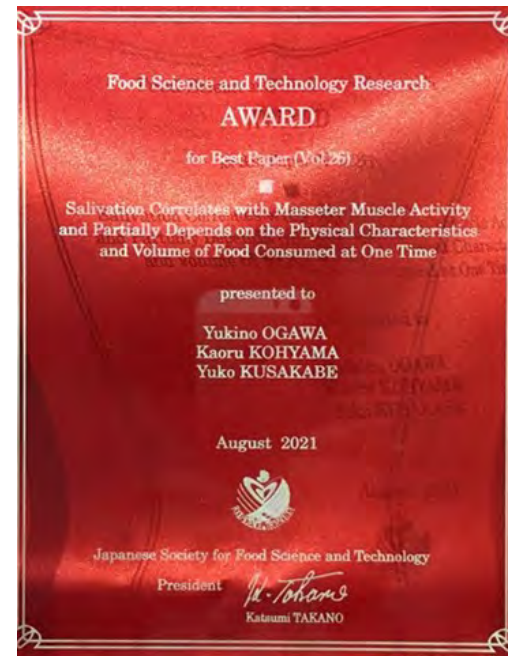 Food Science and Technology Research
AWARD
for Best Paper (Vol.26)
Salivation Correlates with Masseter Muscle Activity
and Partially Depends on the Physical Characteristics
and Volume of Food Consumed at One Time
presented to
Yukino OGAWA
Kaoru KOHYAMA
Yuko KUSAKABE
August 2021
Japanese Society for Food Science and Technology
President
Katsumi TAKANO